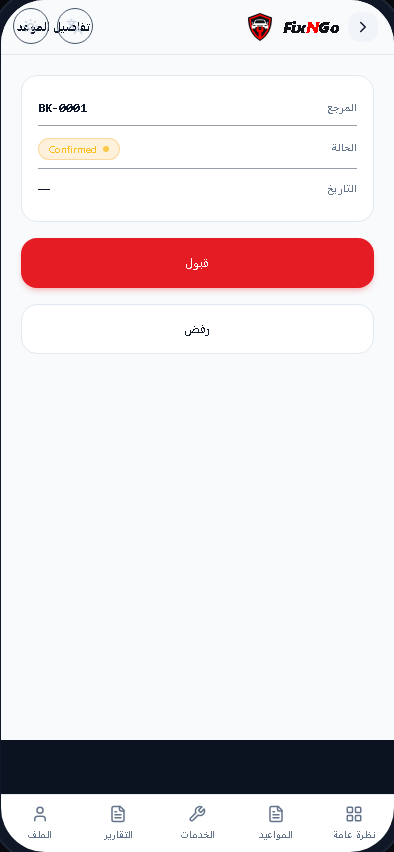 FixNGo
تفاصيل الموعد
المرجع
BK-0001
الحالة
Confirmed
التاريخ
—
قبول
رفض
نظرة عامة
المواعيد
الخدمات
التقارير
الملف